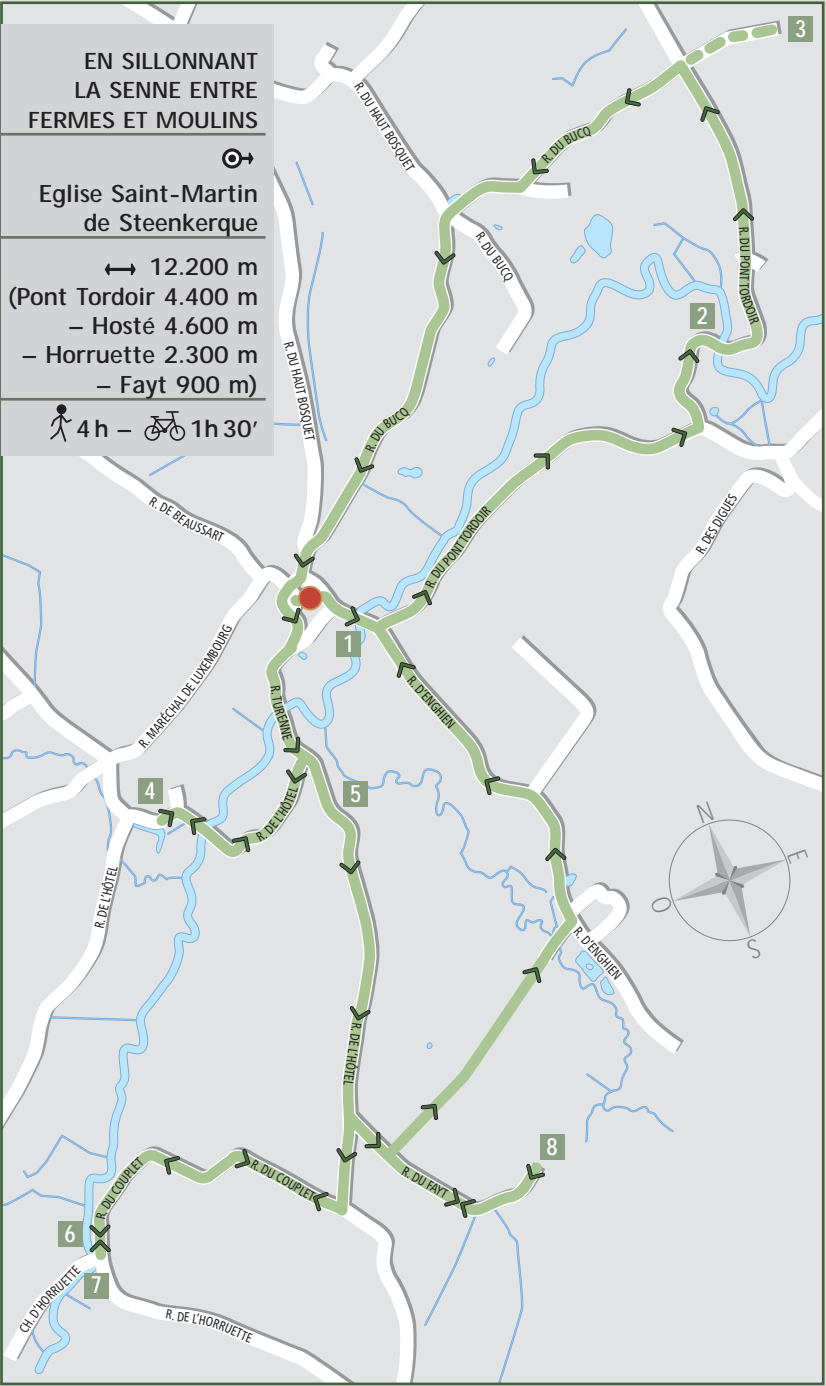 EN SILLONNANT
LA SENNE ENTRE
FERMES ET MOULINS
Eglise Saint-Martin
de Steenkerque
12.200 m
(Pont Tordoir 4.400 m
– Hosté 4.600 m
– Horruette 2.300 m
– Fayt 900 m)
4 h – 1h 30’
3
R. DU HAUT BOSQUET
R. DU BUCQ
R. DU BUCQ
R. DU PONT TORDOIR
2
R. DU HAUT BOSQUET
R. DU BUCQ
R. DE BEAUSSART
R. DU PONT TORDOIR
R. DES DIGUES
1
R. MARÉCHAL DE LUXEMBOURG
R. TURENNE
R. D'ENGHIEN
4
5
R. DE L'HÔTEL
R. DE L'HÔTEL
N
E
O
S
R. D'ENGHIEN
R. DE L'HÔTEL
8
R. DU COUPLET
R. DU COUPLET
R. DU FAYT
6
7
CH. D'HORRUETTE
R. DE L'HORRUETTE